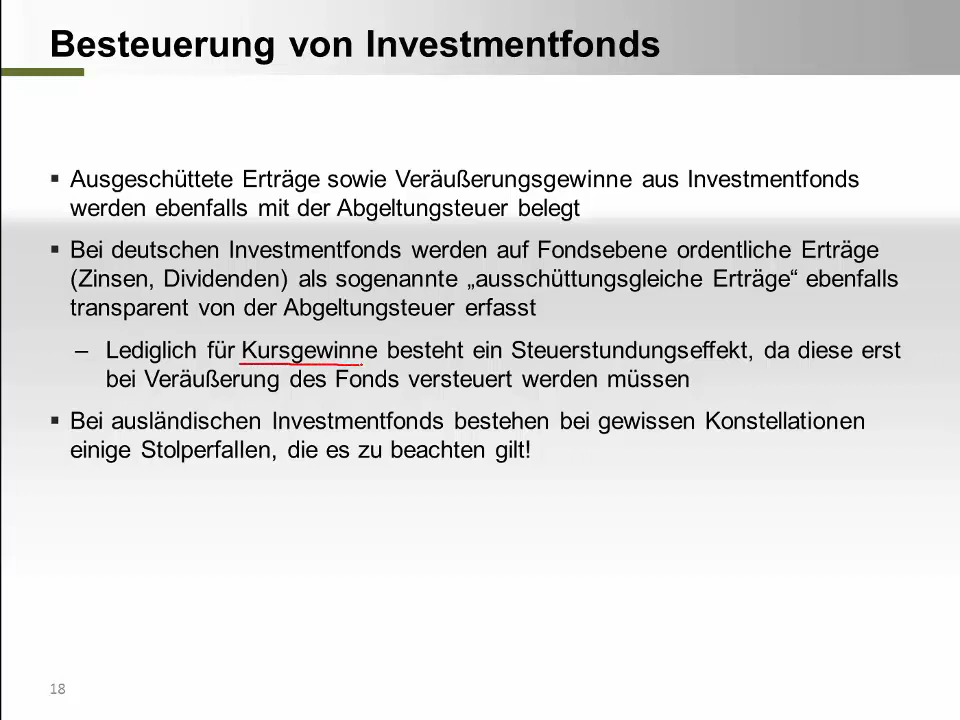 Besteuerung von Investmentfonds
▪ Ausgeschüttete Erträge sowie Veräußerungsgewinne aus Investmentfonds
werden ebenfalls mit der Abgeltungsteuer belegt
▪ Bei deutschen Investmentfonds werden auf Fondsebene ordentliche Erträge
(Zinsen, Dividenden) als sogenannte „ausschüttungsgleiche Erträge“ ebenfalls
transparent von der Abgeltungsteuer erfasst
– Lediglich für Kursgewinne besteht ein Steuerstundungseffekt, da diese erst
bei Veräußerung des Fonds versteuert werden müssen
▪ Bei ausländischen Investmentfonds bestehen bei gewissen Konstellationen
einige Stolperfallen, die es zu beachten gilt!
18